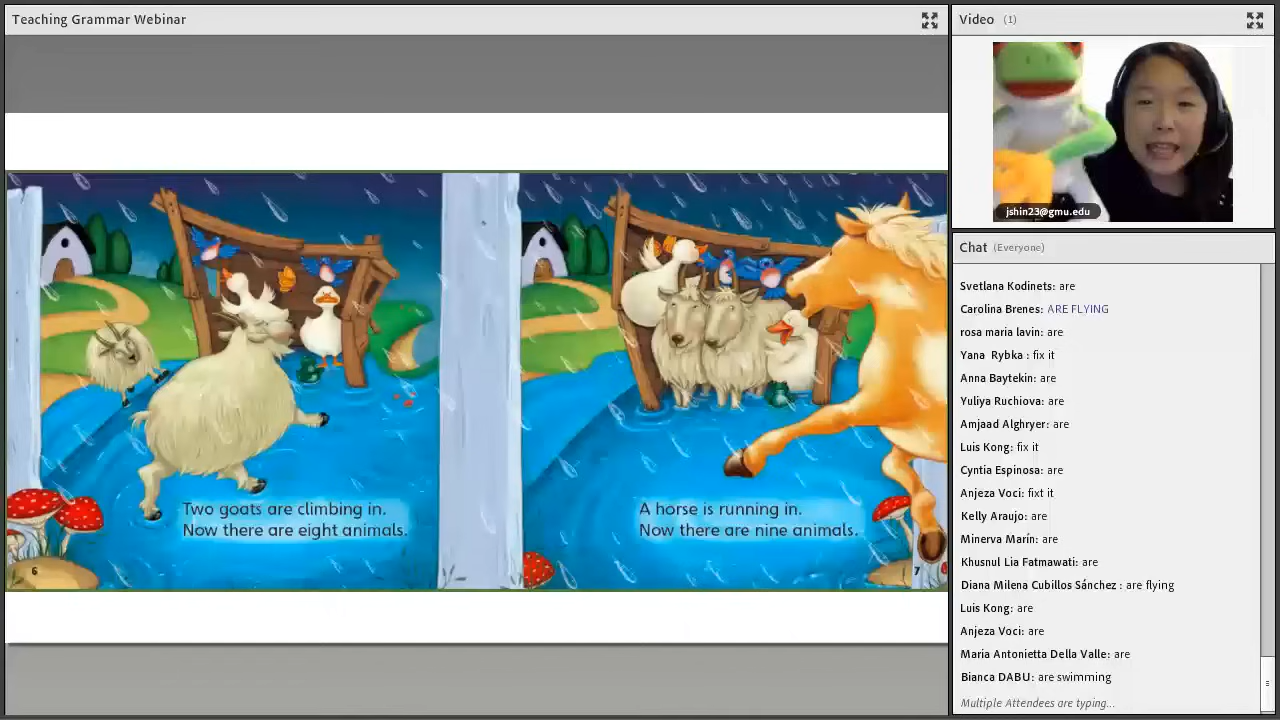 Teaching Grammar Webinar
Two goats are climbing in.
Now there are eight animals.
6
A horse is running in.
Now there are nine animals.
7
Video (1)
jshin23@gmu.edu
Chat (Everyone)
Svetlana Kodinets: are
Carolina Brenes: ARE FLYING
rosa maria lavin: are
Yana Rybka : fix it
Anna Baytekin: are
Yuliya Ruchiova: are
Amjaad Alghryer: are
Luis Kong: fix it
Cyntia Espinosa: are
Anjeza Voci: fixt it
Kelly Araujo: are
Minerva Marín: are
Khusnul Lia Fatmawati: are
Diana Milena Cubillos Sánchez : are flying
Luis Kong: are
Anjeza Voci: are
Maria Antonietta Della Valle: are
Bianca DABU: are swimming
Multiple Attendees are typing...